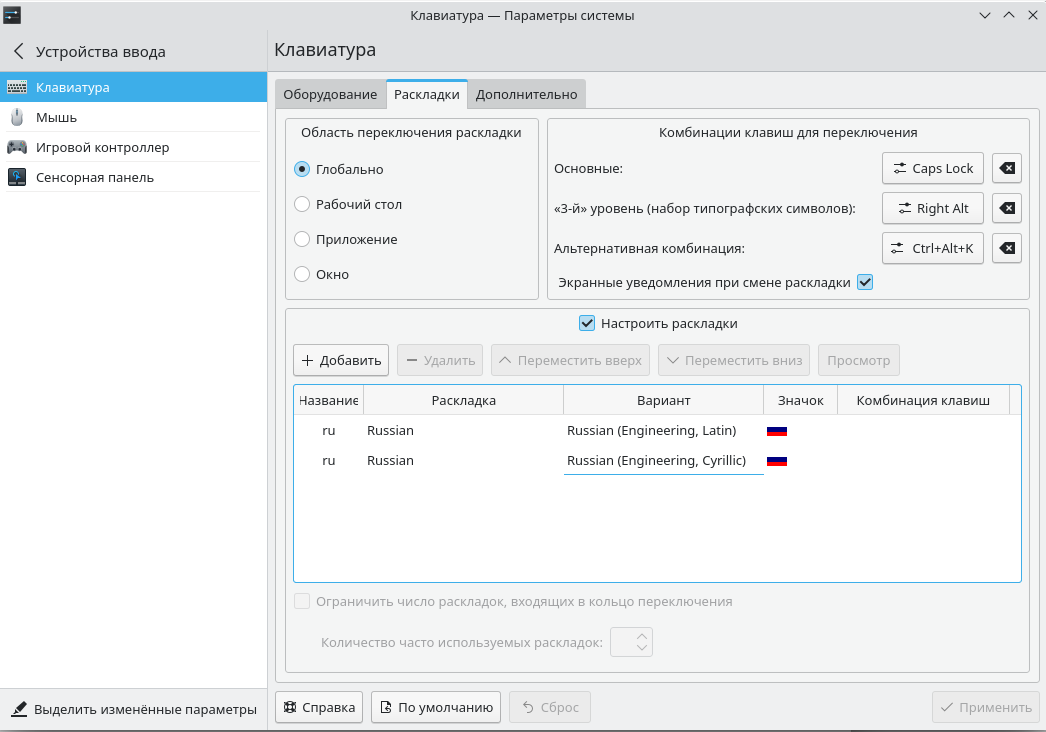 Клавиатура — Параметры системы
Устройства ввода
Клавиатура
Клавиатура
Мышь
Игровой контроллер
Сенсорная панель
Оборудование Раскладки Дополнительно
Область переключения раскладки
Глобально
Рабочий стол
Приложение
Окно
Комбинации клавиш для переключения
Основные: Caps Lock
«3-й» уровень (набор типографских символов): Right Alt
Альтернативная комбинация: Ctrl+Alt+K
Экранные уведомления при смене раскладки
Настроить раскладки
Добавить Удалить Переместить вверх Переместить вниз Просмотр
Название Раскладка Вариант Значок Комбинация клавиш
ru Russian Russian (Engineering, Latin)
ru Russian Russian (Engineering, Cyrillic)
Ограничить число раскладок, входящих в кольцо переключения
Количество часто используемых раскладок:
Выделить изменённые параметры
Справка По умолчанию Сброс Применить